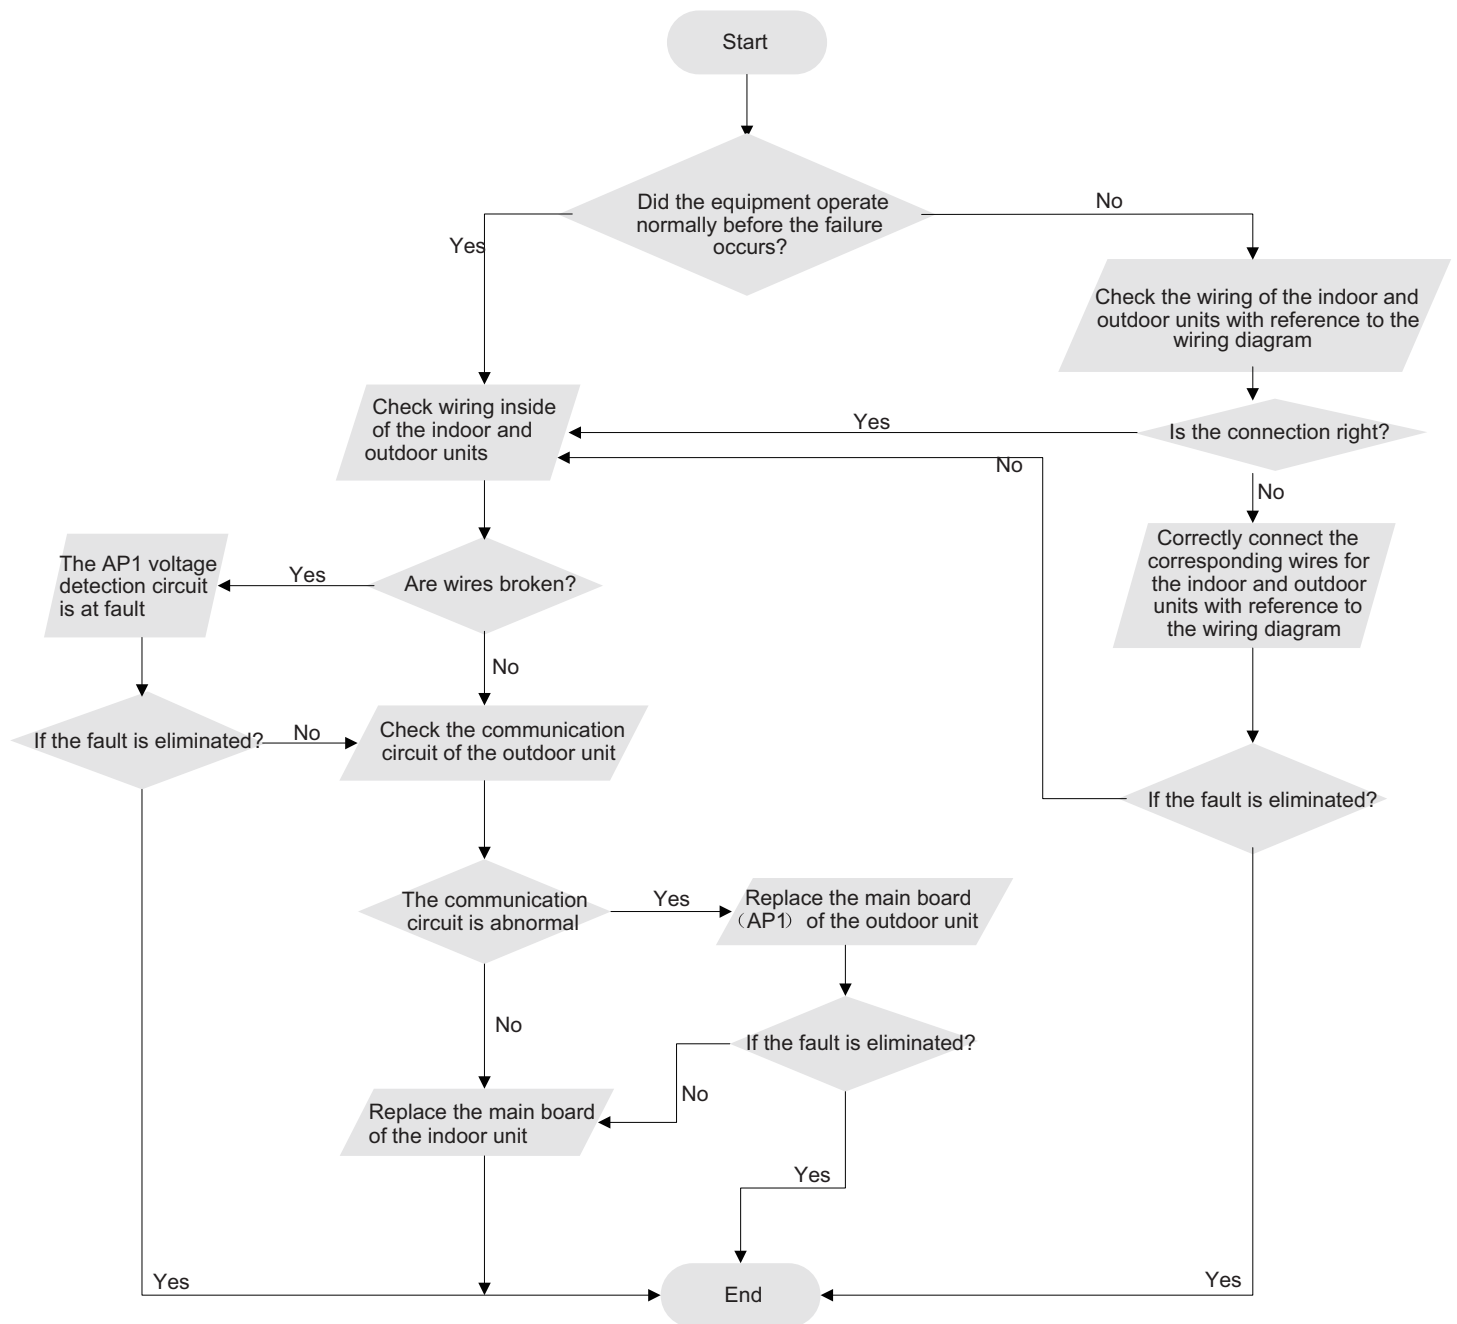 Start
Did the equipment operate
normally before the failure
occurs?
Yes
No
Check the wiring of the indoor and
outdoor units with reference to the
wiring diagram
Check wiring inside
of the indoor and
outdoor units
Yes
Is the connection right?
No
No
Correctly connect the
corresponding wires for
the indoor and outdoor
units with reference to
the wiring diagram
The AP1 voltage
detection circuit
is at fault
Yes
Are wires broken?
No
If the fault is eliminated?
No
Check the communication
circuit of the outdoor unit
If the fault is eliminated?
The communication
circuit is abnormal
Yes
Replace the main board
（AP1） of the outdoor unit
No
If the fault is eliminated?
No
Replace the main board
of the indoor unit
Yes
Yes
End
Yes